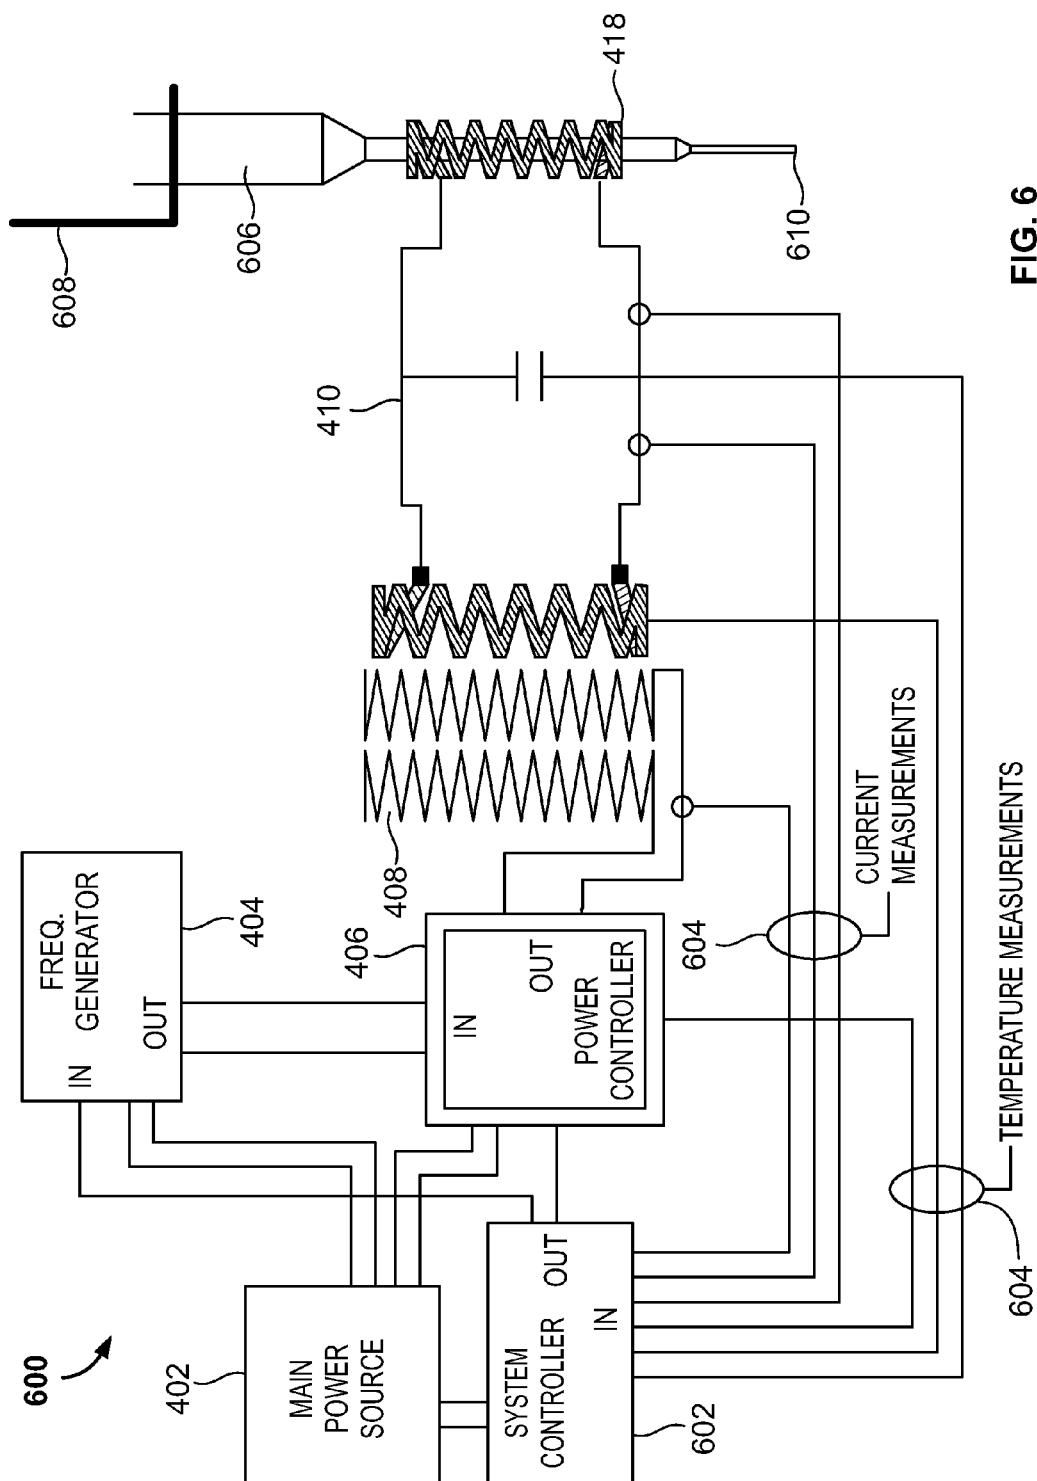 600
402
MAIN
POWER
SOURCE
FREQ.
GENERATOR
IN
OUT
404
406
IN
OUT
POWER
CONTROLLER
SYSTEM
CONTROLLER
OUT
IN
602
408
410
608
606
418
610
604
CURRENT
MEASUREMENTS
TEMPERATURE MEASUREMENTS
604
FIG. 6